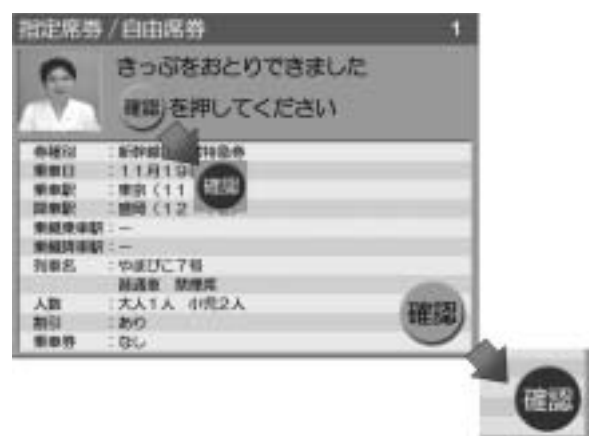 指定席券/自由席券 1
きっぷをおとりできました
確認を押してください
券種別 :新幹線 特急券
乗車日 :11月19
乗車駅 :東京(11
降車駅 :盛岡(12
確認
乗継乗車駅:ー
乗継降車駅:ー
列車名 :やまびこ7号
普通車 禁煙席
人数 :大人1人 小児2人
割引 :あり
乗車券 :なし
確認
確認